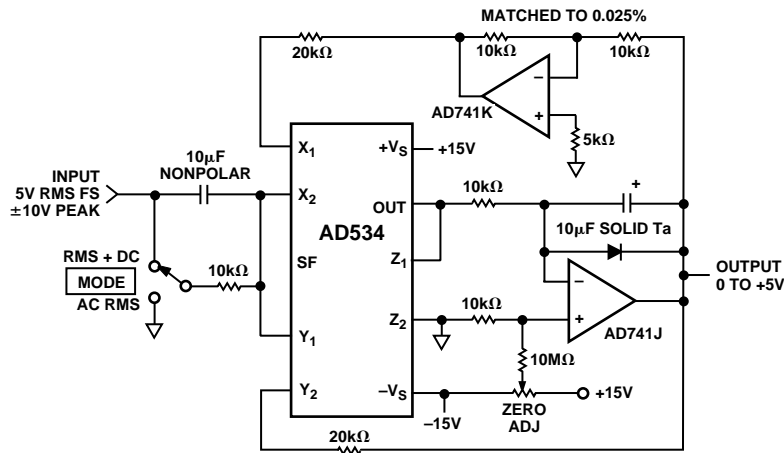 MATCHED TO 0.025%
20kΩ
10kΩ
10kΩ
AD741K
5kΩ
INPUT
5V RMS FS
±10V PEAK
10µF
NONPOLAR
RMS + DC
MODE
AC RMS
10kΩ
X1
X2
SF
Y1
Y2
AD534
+VS
+15V
OUT
Z1
Z2
–VS
–15V
10kΩ
+
10µF SOLID Ta
–
+
AD741J
–
+
10kΩ
10MΩ
ZERO
ADJ
+15V
OUTPUT
0 TO +5V
20kΩ